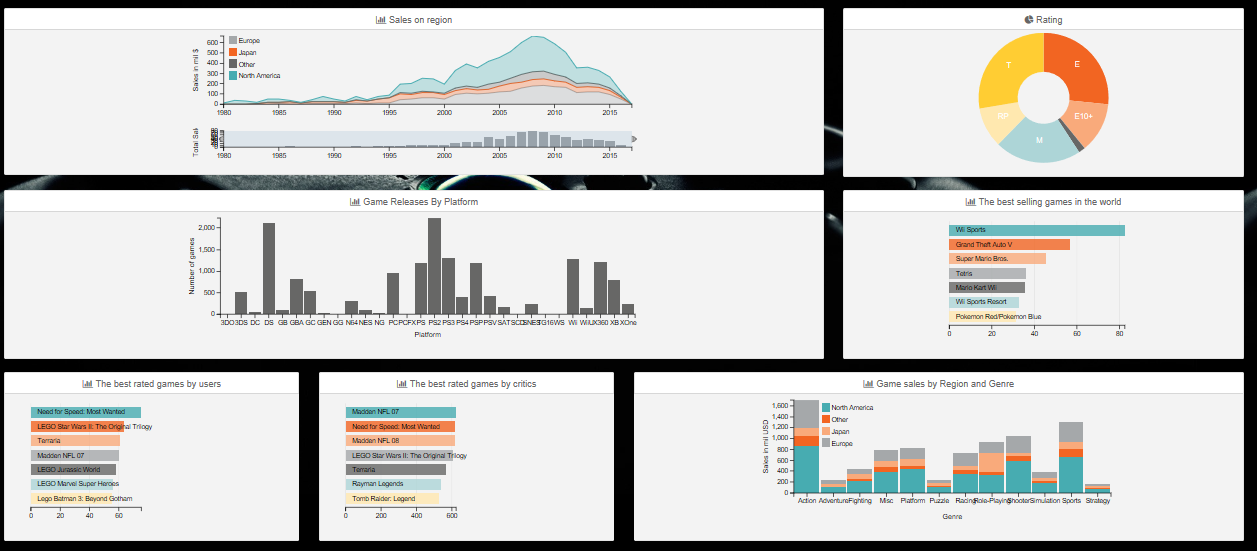 Sales on region
Europe
Japan
Other
North America
Sales in mil $
600
500
400
300
200
100
0
1980 1985 1990 1995 2000 2005 2010 2015
Total Sal
1980 1985 1990 1995 2000 2005 2010 2015
Rating
T
E
RP
E10+
M
Game Releases By Platform
Number of games
2,000
1,500
1,000
500
0
3DO 3DS DC DS GB GBA GC GEN GG N64 NES NG PC PCFX PS PS2 PS3 PS4 PSP PSV SAT SCD SNES TG16 WS Wii WiiU X360 XB XOne
Platform
The best selling games in the world
Wii Sports
Grand Theft Auto V
Super Mario Bros.
Tetris
Mario Kart Wii
Wii Sports Resort
Pokemon Red/Pokemon Blue
0 20 40 60 80
The best rated games by users
Need for Speed: Most Wanted
LEGO Star Wars II: The Original Trilogy
Terraria
Madden NFL 07
LEGO Jurassic World
LEGO Marvel Super Heroes
Lego Batman 3: Beyond Gotham
0 20 40 60
The best rated games by critics
Madden NFL 07
Need for Speed: Most Wanted
Madden NFL 08
LEGO Star Wars II: The Original Trilogy
Terraria
Rayman Legends
Tomb Raider: Legend
0 200 400 600
Game sales by Region and Genre
North America
Other
Japan
Europe
Sales in mil USD
1,600
1,400
1,200
1,000
800
600
400
200
0
Action Adventure Fighting Misc Platform Puzzle Racing Role-Playing Shooter Simulation Sports Strategy
Genre